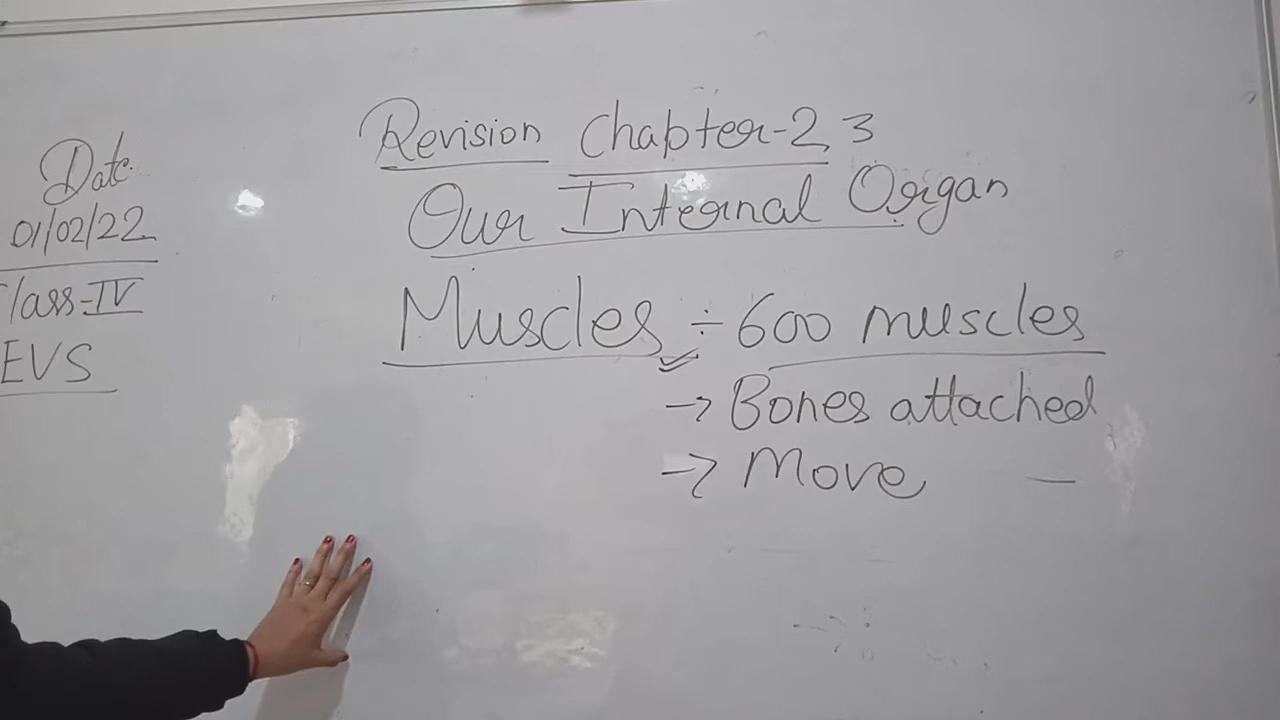 Date
01/02/22
Class-IV
EVS
Revision Chapter-2, 3
Our Internal Organ
Muscles ÷ 600 muscles
→ Bones attached
→ Move —